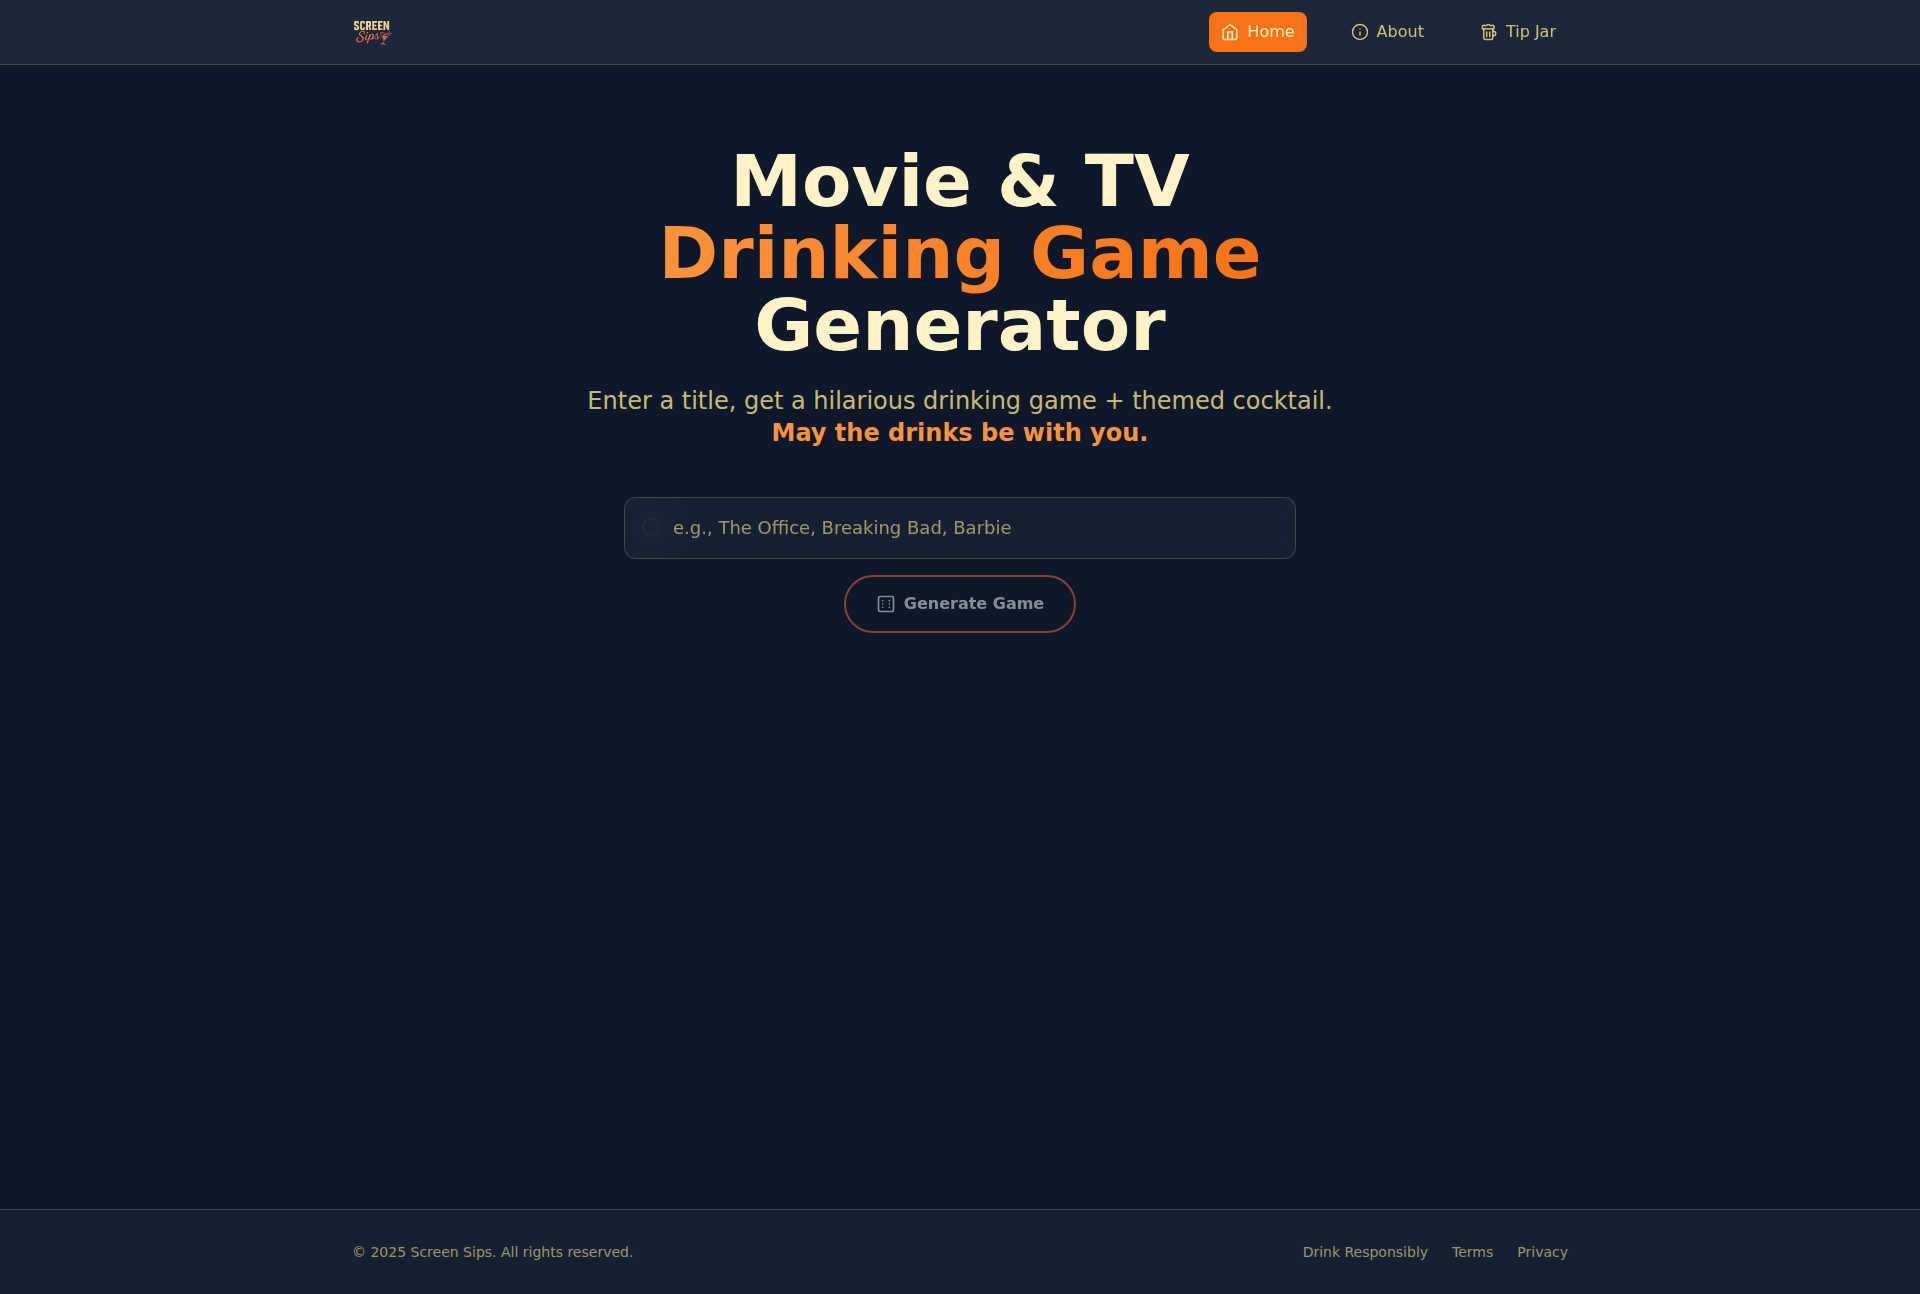 SCREEN
Sips
Home
About
Tip Jar
Movie & TV
Drinking Game
Generator
Enter a title, get a hilarious drinking game + themed cocktail.
May the drinks be with you.
e.g., The Office, Breaking Bad, Barbie
Generate Game
© 2025 Screen Sips. All rights reserved.
Drink Responsibly
Terms
Privacy